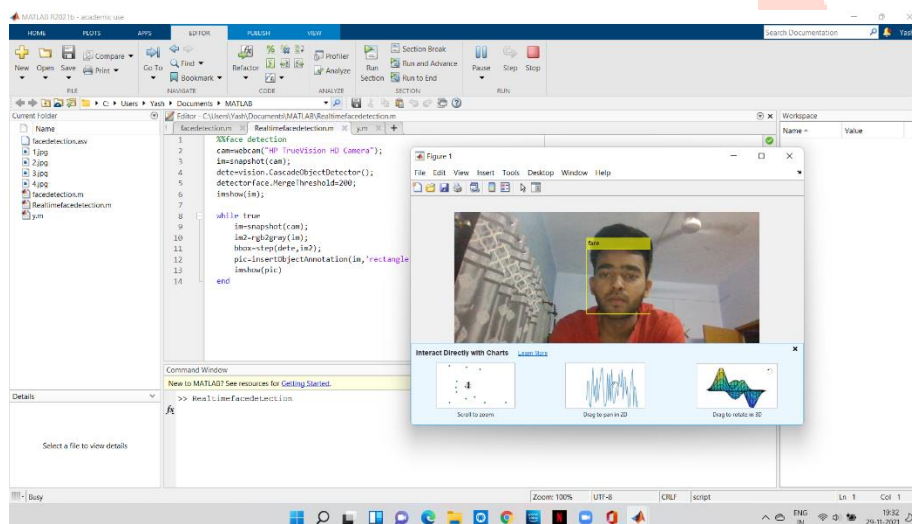 MATLAB R2021b - academic use
HOME PLOTS APPS EDITOR PUBLISH VIEW Search Documentation Yash
New Open Save Compare Print Go To Find Bookmark Refactor Profiler Analyze Run Section Section Break Run and Advance Run to End Pause Step Stop
FILE NAVIGATE CODE ANALYZE SECTION RUN
C: Users Yash Documents MATLAB
Current Folder
Name
facedetection.asv
1.jpg
2.jpg
3.jpg
4.jpg
facedetection.m
Realtimefacedetection.m
y.m
Details
Select a file to view details
Editor - C:\Users\Yash\Documents\MATLAB\Realtimefacedetection.m
facedetection.m Realtimefacedetection.m y.m +
1 %%face detection
2 cam=webcam("HP TrueVision HD Camera");
3 im=snapshot(cam);
4 dete=vision.CascadeObjectDetector();
5 detectorface.MergeThreshold=200;
6 imshow(im);
7
8 while true
9 im=snapshot(cam);
10 im2=rgb2gray(im);
11 bbox=step(dete,im2);
12 pic=insertObjectAnnotation(im,'rectangle
13 imshow(pic)
14 end
Command Window
New to MATLAB? See resources for Getting Started.
>> Realtimefacedetection
fx
Workspace
Name Value
Figure 1
File Edit View Insert Tools Desktop Window Help
face
Interact Directly with Charts Learn More
Scroll to zoom Drag to pan in 2D Drag to rotate in 3D
Busy Zoom: 100% UTF-8 CRLF script Ln 1 Col 1
ENG
IN
19:32
29-11-2021